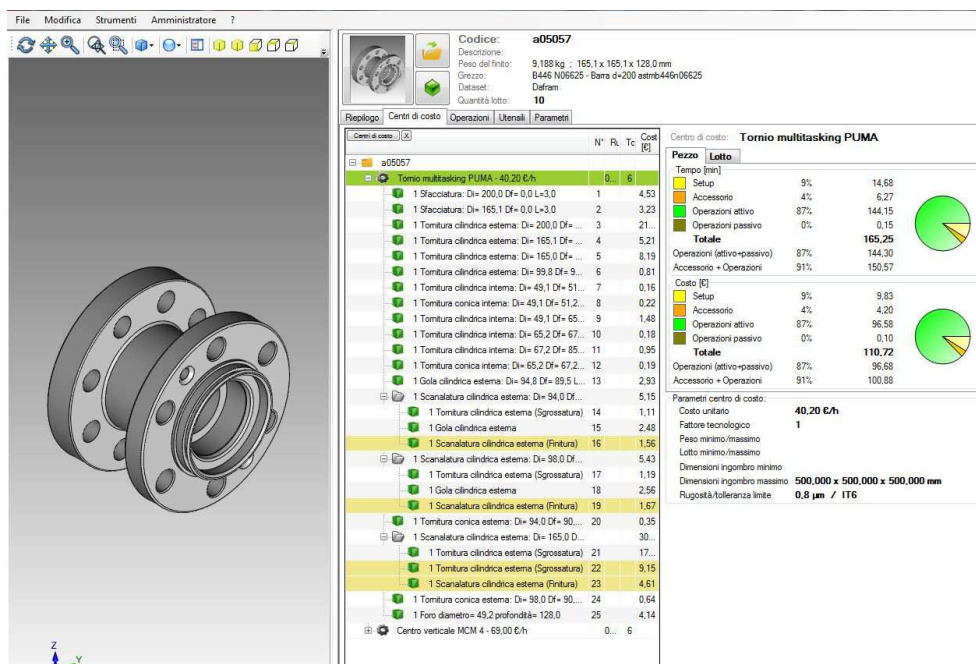 File Modifica Strumenti Amministratore ?
Codice: a05057
Descrizione:
Peso del finito: 9,188 kg ; 165,1 x 165,1 x 128,0 mm
Grezzo: B446 N06625 - Barra d=200 astmb446n06625
Dataset: Dafram
Quantità lotto: 10
Riepilogo Centri di costo Operazioni Utensili Parametri
Centri di costo X
N° Ri. Tc Cost [€]
a05057
Tornio multitasking PUMA - 40,20 €/h 0... 6
1 Sfacciatura: Di= 200,0 Df= 0,0 L=3,0 1 4,53
1 Sfacciatura: Di= 165,1 Df= 0,0 L=3,0 2 3,23
1 Tornitura cilindrica esterna: Di= 200,0 Df= ... 3 21...
1 Tornitura cilindrica esterna: Di= 165,1 Df= ... 4 5,21
1 Tornitura cilindrica esterna: Di= 165,0 Df= ... 5 8,19
1 Tornitura cilindrica esterna: Di= 99,8 Df= 9... 6 0,81
1 Tornitura cilindrica interna: Di= 49,1 Df= 51... 7 0,16
1 Tornitura conica interna: Di= 49,1 Df= 51,2... 8 0,22
1 Tornitura cilindrica interna: Di= 49,1 Df= 65... 9 1,48
1 Tornitura cilindrica interna: Di= 65,2 Df= 67... 10 0,18
1 Tornitura cilindrica interna: Di= 67,2 Df= 85... 11 0,95
1 Tornitura conica interna: Di= 65,2 Df= 67,2... 12 0,19
1 Gola cilindrica esterna: Di= 94,8 Df= 89,5 L... 13 2,93
1 Scanalatura cilindrica esterna: Di= 94,0 Df... 5,15
1 Tornitura cilindrica esterna (Sgrossatura) 14 1,11
1 Gola cilindrica esterna 15 2,48
1 Scanalatura cilindrica esterna (Finitura) 16 1,56
1 Scanalatura cilindrica esterna: Di= 98,0 Df... 5,43
1 Tornitura cilindrica esterna (Sgrossatura) 17 1,19
1 Gola cilindrica esterna 18 2,56
1 Scanalatura cilindrica esterna (Finitura) 19 1,67
1 Tornitura conica esterna: Di= 94,0 Df= 90,... 20 0,35
1 Scanalatura cilindrica esterna: Di= 165,0 D... 30...
1 Tornitura cilindrica esterna (Sgrossatura) 21 17...
1 Tornitura cilindrica esterna (Sgrossatura) 22 9,15
1 Scanalatura cilindrica esterna (Finitura) 23 4,61
1 Tornitura conica esterna: Di= 98,0 Df= 90,... 24 0,64
1 Foro diametro= 49,2 profondità= 128,0 25 4,14
Centro verticale MCM 4 - 69,00 €/h 0... 6
Centro di costo: Tornio multitasking PUMA
Pezzo Lotto
Tempo [min]
Setup 9% 14,68
Accessorio 4% 6,27
Operazioni attivo 87% 144,15
Operazioni passivo 0% 0,15
Totale 165,25
Operazioni (attivo+passivo) 87% 144,30
Accessorio + Operazioni 91% 150,57
Costo [€]
Setup 9% 9,83
Accessorio 4% 4,20
Operazioni attivo 87% 96,58
Operazioni passivo 0% 0,10
Totale 110,72
Operazioni (attivo+passivo) 87% 96,68
Accessorio + Operazioni 91% 100,88
Parametri centro di costo:
Costo unitario 40,20 €/h
Fattore tecnologico 1
Peso minimo/massimo
Lotto minimo/massimo
Dimensioni ingombro minimo
Dimensioni ingombro massimo 500,000 x 500,000 x 500,000 mm
Rugosità/tolleranza limite 0,8 µm / IT6
Z
Y